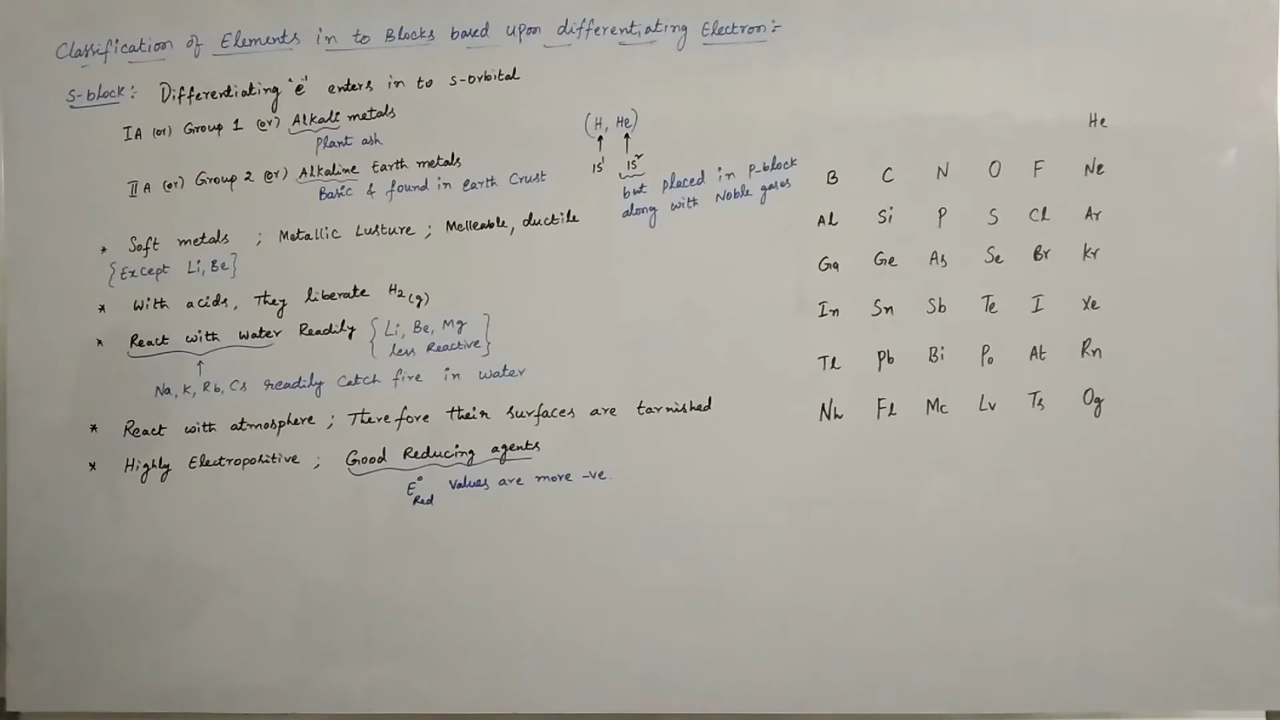 Classification of Elements in to Blocks based upon differentiating Electron:-
S-block: Differentiating 'e⁻' enters in to s-orbital
IA (or) Group 1 (or) Alkali metals
Plant ash
IIA (or) Group 2 (or) Alkaline Earth metals
Basic & found in earth Crust
(H, He)
1s¹ 1s²
but placed in P-block
along with Noble gases
* Soft metals ; Metallic Lusture ; Melleable, ductile
{Except Li, Be}
* With acids, They liberate H₂(g)
* React with water Readily {Li, Be, Mg
less Reactive}
Na, K, Rb, Cs readily Catch fire in water
* React with atmosphere ; Therefore their surfaces are tarnished
* Highly Electropositive ; Good Reducing agents
E°Red values are more -ve.
He
B C N O F Ne
Al Si P S Cl Ar
Ga Ge As Se Br Kr
In Sn Sb Te I Xe
Tl Pb Bi Po At Rn
Nh Fl Mc Lv Ts Og